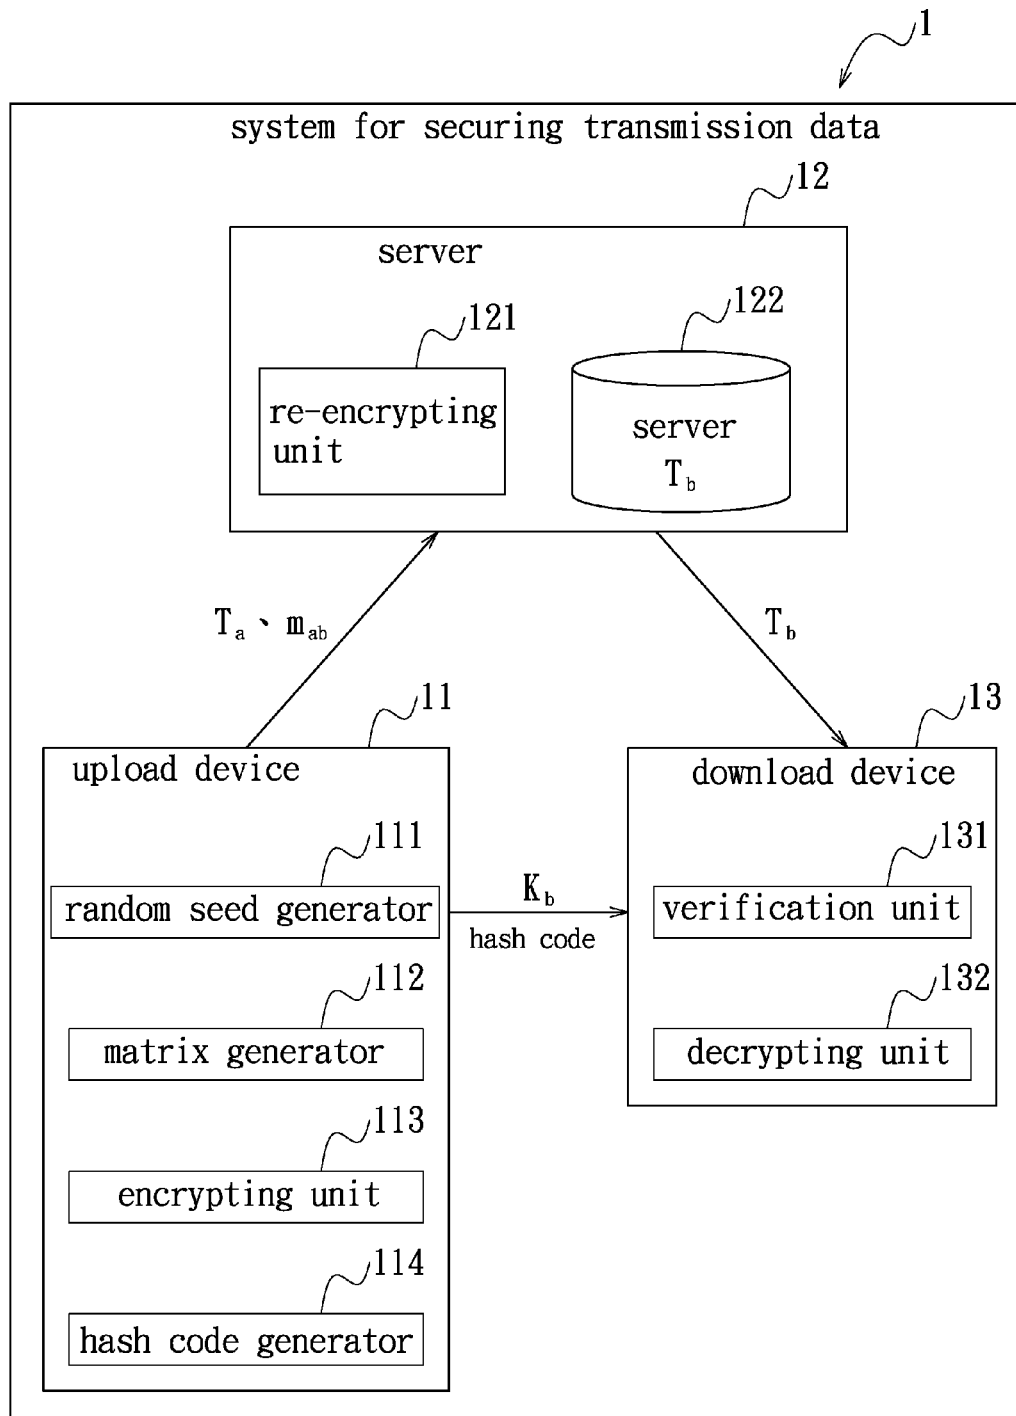 1
system for securing transmission data
12
server
121
122
re-encrypting
unit
server
T_b
T_a、m_ab
T_b
11
13
upload device
download device
111
131
random seed generator
K_b
hash code
verification unit
112
132
matrix generator
decrypting unit
113
encrypting unit
114
hash code generator